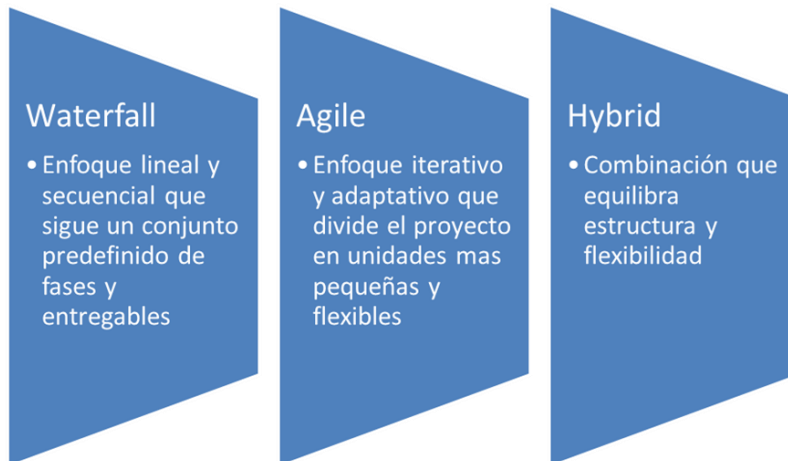 Waterfall
• Enfoque lineal y
secuencial que
sigue un conjunto
predefinido de
fases y
entregables
Agile
• Enfoque iterativo
y adaptativo que
divide el proyecto
en unidades mas
pequeñas y
flexibles
Hybrid
• Combinación que
equilibra
estructura y
flexibilidad